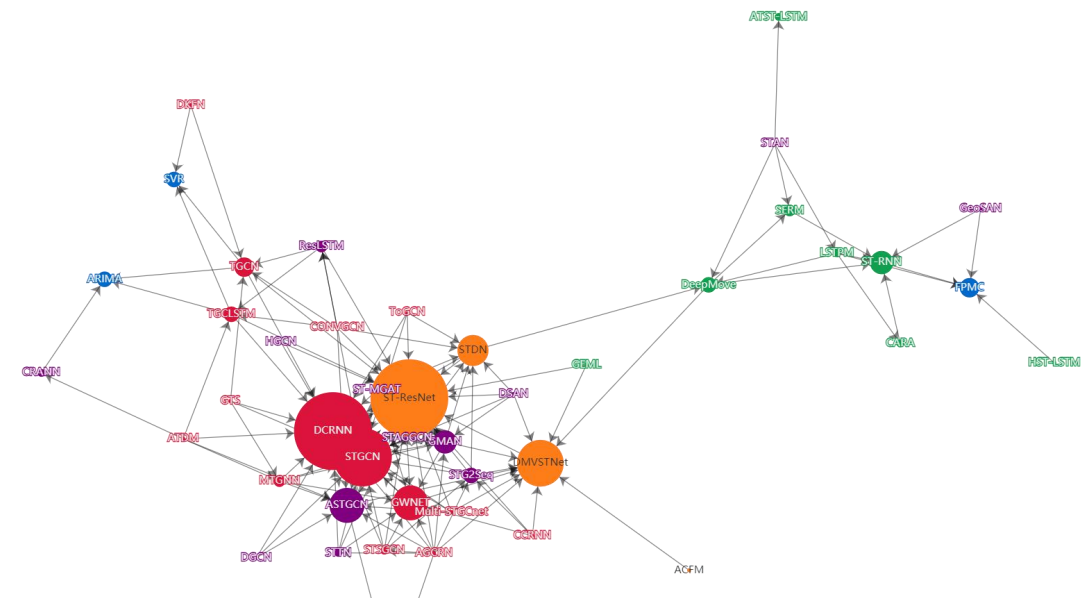 ATST-LSTM
DXFN
STAN
SVR
GeoSAN
SERM
ResLSTM
LSTPM
TGCN
ST-RNN
ARIMA
DeepMove
FPMC
TGCLSTM
ToGCN
CONVGCN
HGCN
CARA
STDN
HST-LSTM
GEML
CRANN
ST-MGAT
DSAN
ST-ResNet
GTS
DCRNN
ATDM
STAGGCN
GMAN
STGCN
DMVSTNet
STG2Seq
MTGNN
ASTGCN
GWNET
Multi-STGCnet
CCRNN
DGCN
STFN
STSGCN
AGCRN
ACFM